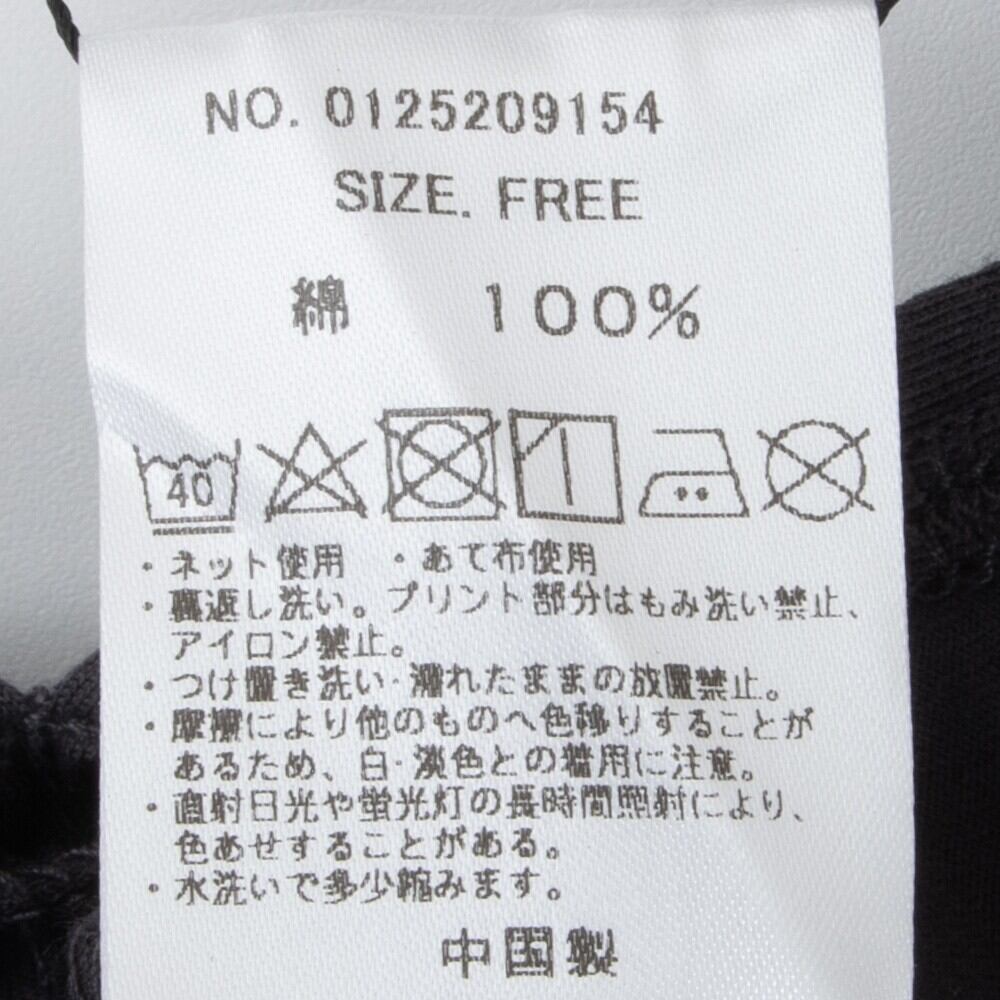 NO. 0125209154
SIZE. FREE
綿 100%
40
・ネット使用 ・あて布使用
・裏返し洗い。プリント部分はもみ洗い禁止、
アイロン禁止。
・つけ置き洗い・濡れたままの放置禁止。
・摩擦により他のものへ色移りすることが
あるため、白・淡色との着用に注意。
・直射日光や蛍光灯の長時間照射により、
色あせすることがある。
・水洗いで多少縮みます。
中国製